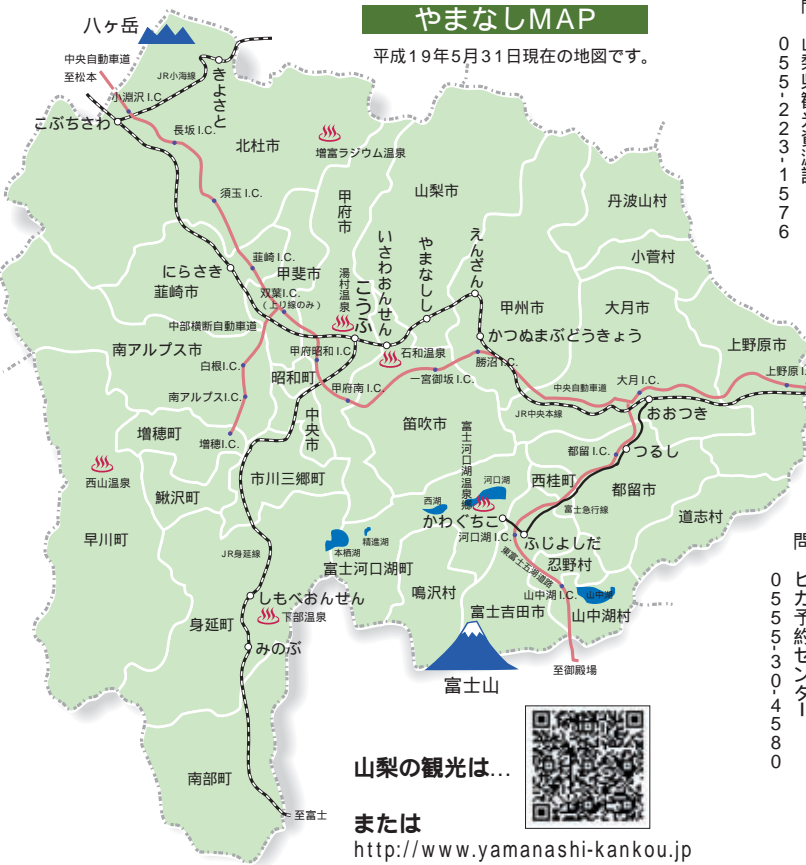 やまなしMAP
平成19年5月31日現在の地図です。
八ヶ岳
中央自動車道
至松本
JR小海線
きよさと
小淵沢I.C.
こぶちさわ
長坂I.C.
北杜市
増富ラジウム温泉
須玉I.C.
甲府市
山梨市
丹波山村
小菅村
にらさき
韮崎I.C.
韮崎市
甲斐市
双葉I.C.
(上り線のみ)
湯村温泉
こうふ
いさわおんせん
やまなしし
えんざん
甲州市
大月市
かつぬまぶどうきょう
上野原市
中部横断自動車道
南アルプス市
白根I.C.
甲府昭和I.C.
石和温泉
勝沼I.C.
一宮御坂I.C.
中央自動車道
大月I.C.
上野原I.
昭和町
南アルプスI.C.
甲府南I.C.
JR中央本線
おおつき
中央市
笛吹市
増穂町
増穂I.C.
都留I.C.
つるし
西山温泉
市川三郷町
富士河口湖温泉郷
河口湖
西桂町
都留市
鰍沢町
西湖
富士急行線
道志村
早川町
かわぐちこ
河口湖I.C.
ふじよしだ
精進湖
本栖湖
JR身延線
富士河口湖町
東富士五湖道路
忍野村
鳴沢村
山中湖I.C.
山中湖
しもべおんせん
下部温泉
富士吉田市
山中湖村
身延町
みのぶ
富士山
至御殿場
南部町
至富士
山梨の観光は…
または
http://www.yamanashi-kankou.jp
055-223-1576
ピカ予約センター
0555-30-4580